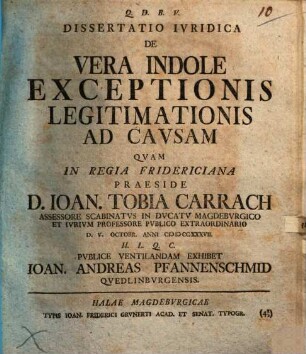 Q. D. B. V.
10
DISSERTATIO IVRIDICA
DE
VERA INDOLE
EXCEPTIONIS
LEGITIMATIONIS
AD CAVSAM
QVAM
IN REGIA FRIDERICIANA
PRAESIDE
D. IOAN. TOBIA CARRACH
ASSESSORE SCABINATVS IN DVCATV MAGDEBVRGICO
ET IVRIVM PROFESSORE PVBLICO EXTRAORDINARIO
D. V. OCTOBR. ANNI CIƆIƆCCXXXVII.
H. L. Q. C.
PVBLICE VENTILANDAM EXHIBET
IOAN. ANDREAS PFANNENSCHMID
QVEDLINBVRGENSIS.
HALAE MAGDEBVRGICAE
TYPIS IOAN. FRIDERICI GRVNERTI ACAD. ET SENAT. TYPOGR.